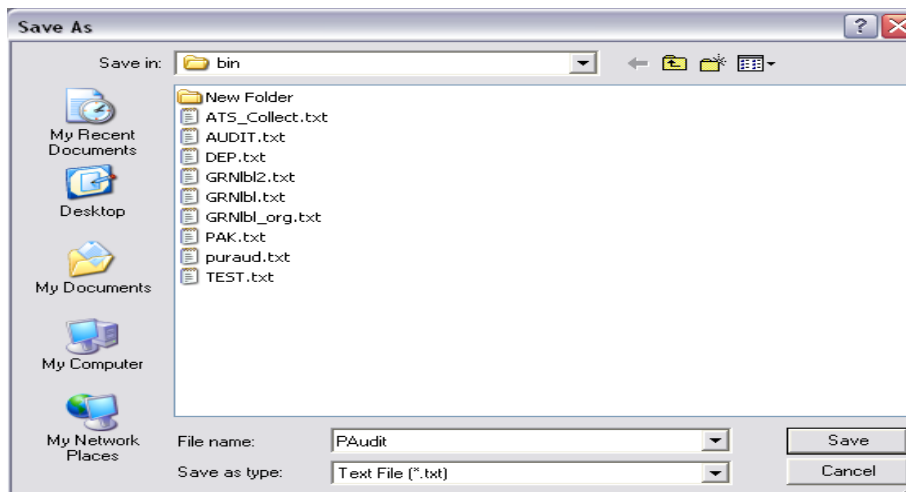 Save As
?
Save in: bin
New Folder
ATS_Collect.txt
AUDIT.txt
DEP.txt
GRNlbl2.txt
GRNlbl.txt
GRNlbl_org.txt
PAK.txt
puraud.txt
TEST.txt
My Recent
Documents
Desktop
My Documents
My Computer
My Network
Places
File name: PAudit Save
Save as type: Text File (*.txt) Cancel